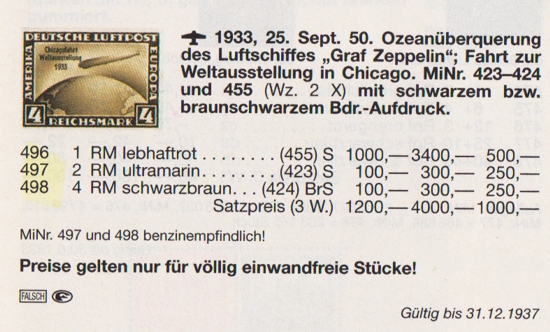 DEUTSCHE LUFTPOST
AMERIKA
EUROPA
Chicagofahrt
Weltausstellung
1933
4
REICHSMARK
4
1933, 25. Sept. 50. Ozeanüberquerung
des Luftschiffes „Graf Zeppelin“; Fahrt zur
Weltausstellung in Chicago. MiNr. 423–424
und 455 (Wz. 2 X) mit schwarzem bzw.
braunschwarzem Bdr.-Aufdruck.
496 1 RM lebhaftrot . . . . . . . . (455) S 1000,— 3400,— 500,—
497 2 RM ultramarin . . . . . . . (423) S 100,— 300,— 250,—
498 4 RM schwarzbraun . . . (424) BrS 100,— 300,— 250,—
Satzpreis (3 W.) 1200,— 4000,— 1000,—
MiNr. 497 und 498 benzinempfindlich!
Preise gelten nur für völlig einwandfreie Stücke!
FALSCH
Gültig bis 31.12.1937